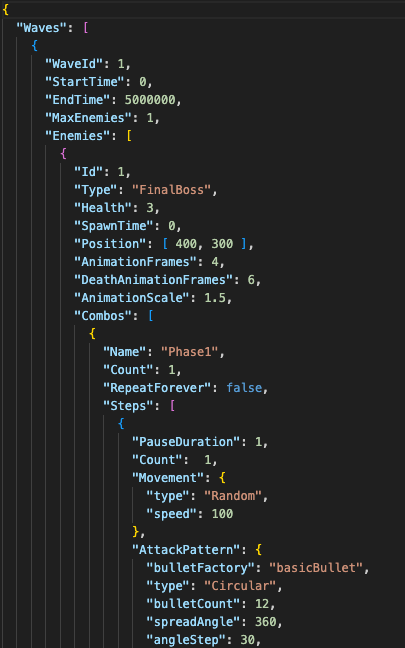 {
"Waves": [
{
"WaveId": 1,
"StartTime": 0,
"EndTime": 5000000,
"MaxEnemies": 1,
"Enemies": [
{
"Id": 1,
"Type": "FinalBoss",
"Health": 3,
"SpawnTime": 0,
"Position": [ 400, 300 ],
"AnimationFrames": 4,
"DeathAnimationFrames": 6,
"AnimationScale": 1.5,
"Combos": [
{
"Name": "Phase1",
"Count": 1,
"RepeatForever": false,
"Steps": [
{
"PauseDuration": 1,
"Count":  1,
"Movement": {
"type": "Random",
"speed": 100
},
"AttackPattern": {
"bulletFactory": "basicBullet",
"type": "Circular",
"bulletCount": 12,
"spreadAngle": 360,
"angleStep": 30,